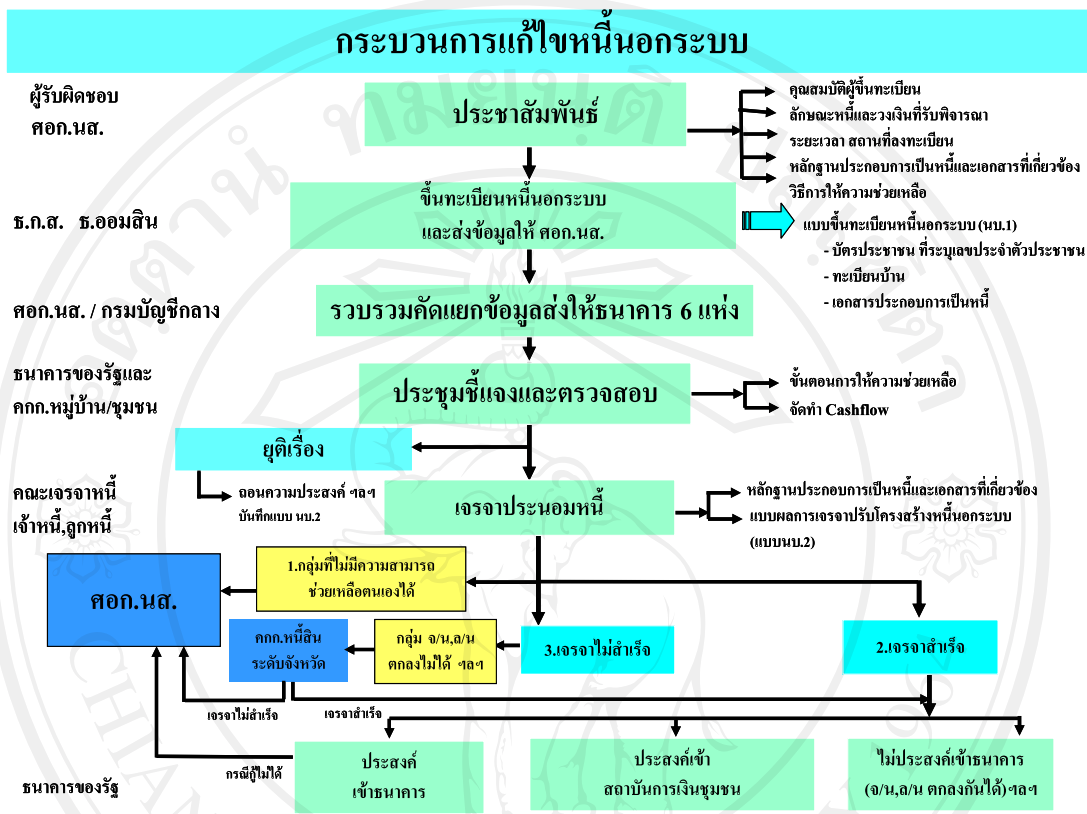 กระบวนการแก้ไขหนี้นอกระบบ
ผู้รับผิดชอบ
ศอก.นส.
ประชาสัมพันธ์
คุณสมบัติผู้ขึ้นทะเบียน
ลักษณะหนี้และวงเงินที่รับพิจารณา
ระยะเวลา สถานที่ลงทะเบียน
หลักฐานประกอบการเป็นหนี้และเอกสารที่เกี่ยวข้อง
วิธีการให้ความช่วยเหลือ
ธ.ก.ส. ธ.ออมสิน
ขึ้นทะเบียนหนี้นอกระบบ
และส่งข้อมูลให้ ศอก.นส.
แบบขึ้นทะเบียนหนี้นอกระบบ (นบ.1)
- บัตรประชาชน ที่ระบุเลขประจำตัวประชาชน
- ทะเบียนบ้าน
- เอกสารประกอบการเป็นหนี้
ศอก.นส. / กรมบัญชีกลาง
รวบรวมคัดแยกข้อมูลส่งให้ธนาคาร 6 แห่ง
ธนาคารของรัฐและ
คกก.หมู่บ้าน/ชุมชน
ประชุมชี้แจงและตรวจสอบ
ขั้นตอนการให้ความช่วยเหลือ
จัดทำ Cashflow
ยุติเรื่อง
ถอนความประสงค์ ฯลฯ
บันทึกแบบ นบ.2
คณะเจรจาหนี้
เจ้าหนี้,ลูกหนี้
เจรจาประนอมหนี้
หลักฐานประกอบการเป็นหนี้และเอกสารที่เกี่ยวข้อง
แบบผลการเจรจาปรับโครงสร้างหนี้นอกระบบ
(แบบนบ.2)
ศอก.นส.
1.กลุ่มที่ไม่มีความสามารถ
ช่วยเหลือตนเองได้
คกก.หนี้สิน
ระดับจังหวัด
กลุ่ม จ/น,ล/น
ตกลงไม่ได้ ฯลฯ
3.เจรจาไม่สำเร็จ
2.เจรจาสำเร็จ
เจรจาไม่สำเร็จ
เจรจาสำเร็จ
กรณีกู้ไม่ได้
ธนาคารของรัฐ
ประสงค์
เข้าธนาคาร
ประสงค์เข้า
สถาบันการเงินชุมชน
ไม่ประสงค์เข้าธนาคาร
(จ/น,ล/น ตกลงกันได้)ฯลฯ